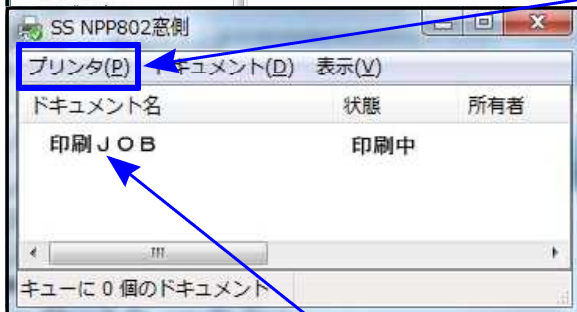 SS NPP802窓側
プリンタ(P) ドキュメント(D) 表示(V)
ドキュメント名 状態 所有者
印刷JOB 印刷中
キューに 0 個のドキュメント